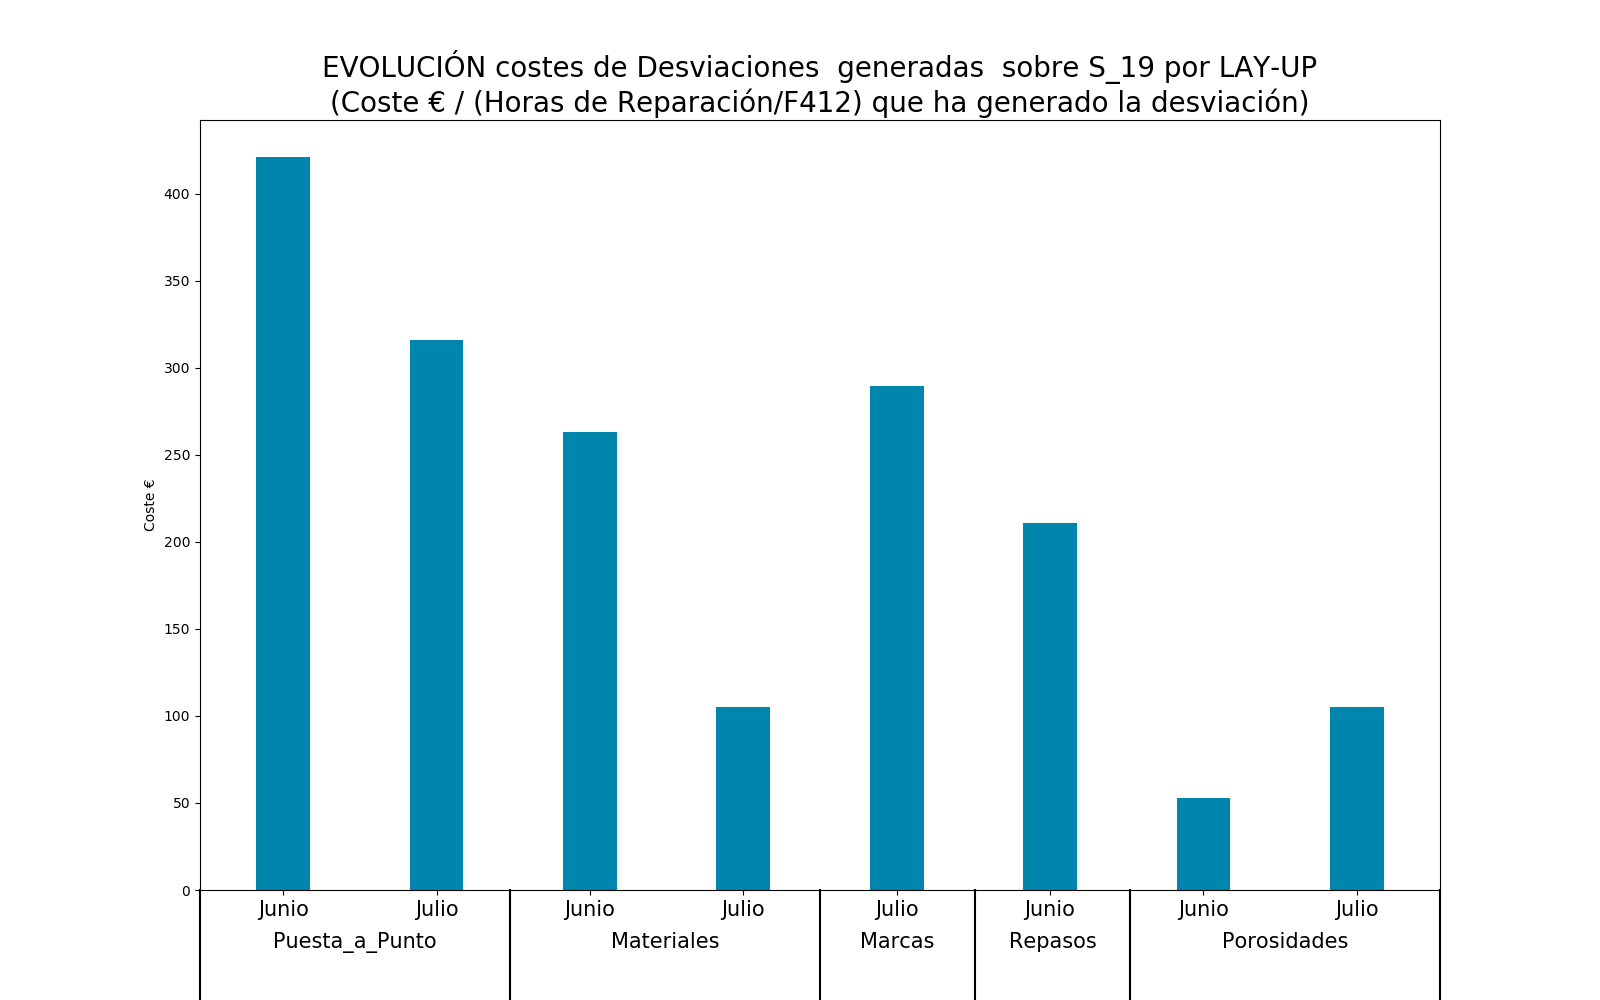 EVOLUCIÓN costes de Desviaciones  generadas  sobre S_19 por LAY-UP
(Coste € / (Horas de Reparación/F412) que ha generado la desviación)
400
350
300
250
200
150
100
50
0
Coste €
Junio Julio Junio Julio Julio Junio Junio Julio
Puesta_a_Punto Materiales Marcas Repasos Porosidades